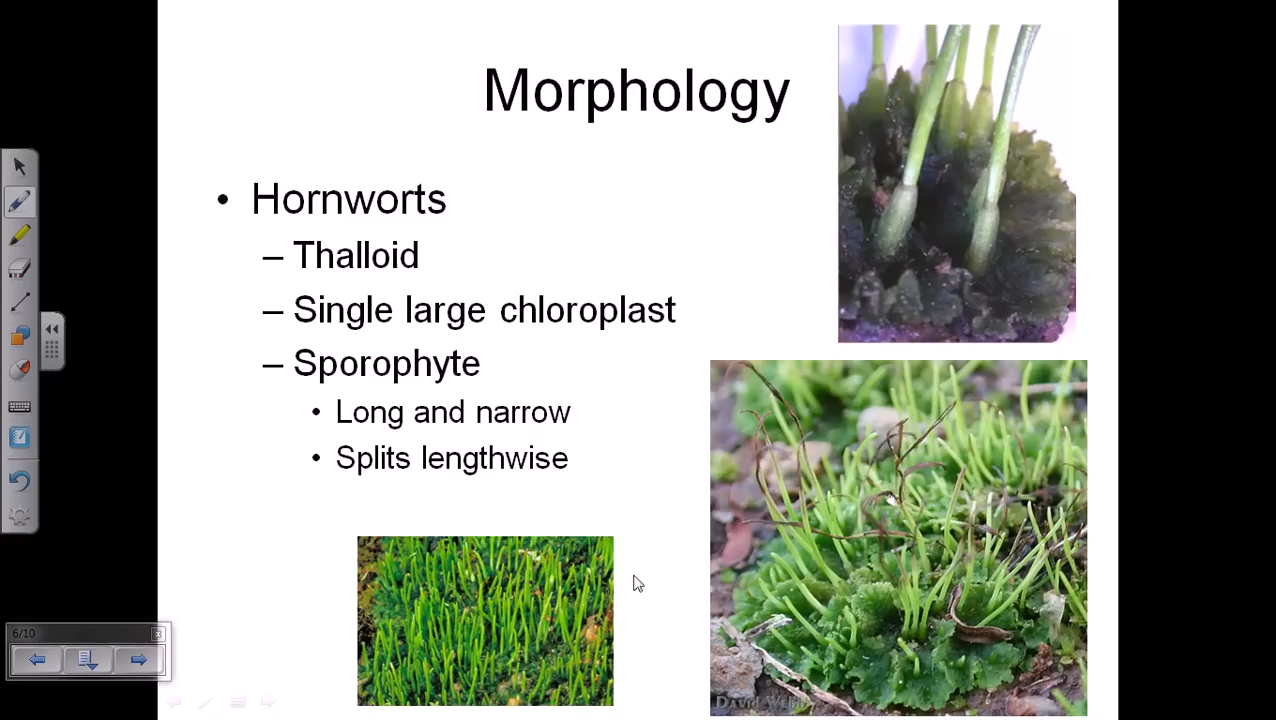 Morphology
• Hornworts
– Thalloid
– Single large chloroplast
– Sporophyte
• Long and narrow
• Splits lengthwise
6/10